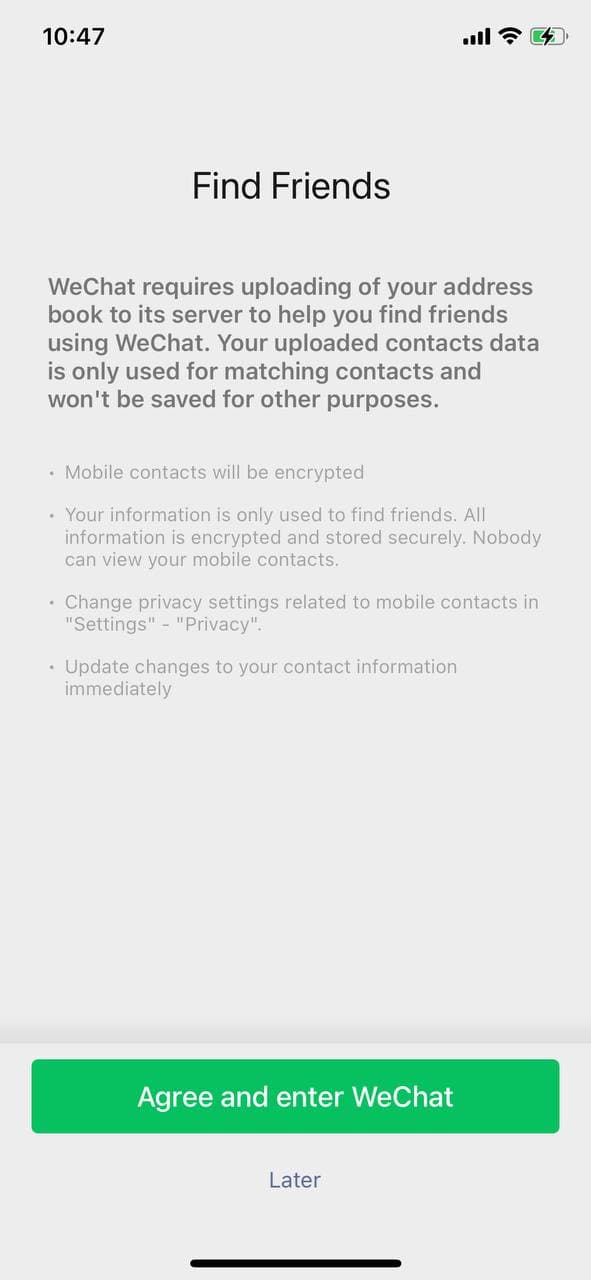 10:47
Find Friends
WeChat requires uploading of your address
book to its server to help you find friends
using WeChat. Your uploaded contacts data
is only used for matching contacts and
won't be saved for other purposes.
• Mobile contacts will be encrypted
• Your information is only used to find friends. All
information is encrypted and stored securely. Nobody
can view your mobile contacts.
• Change privacy settings related to mobile contacts in
"Settings" - "Privacy".
• Update changes to your contact information
immediately
Agree and enter WeChat
Later